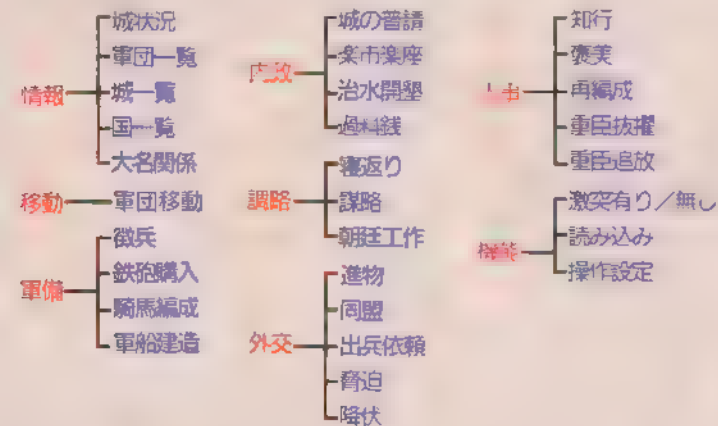 情報
城状況
軍団一覧
城一覧
国一覧
大名関係
移動
軍団移動
軍備
徴兵
鉄砲購入
騎馬編成
軍船建造
内政
城の普請
楽市楽座
治水開墾
過料銭
調略
寝返り
謀略
朝廷工作
外交
進物
同盟
出兵依頼
脅迫
降伏
人事
知行
褒美
再編成
重臣抜擢
重臣追放
機能
激突有り／無し
読み込み
操作設定